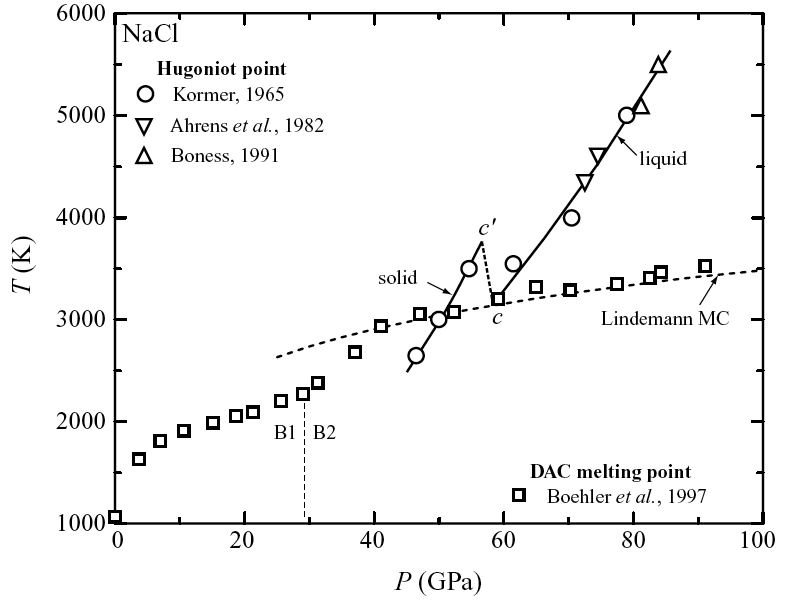 NaCl
Hugoniot point
Kormer, 1965
Ahrens et al., 1982
Boness, 1991
liquid
c'
solid
c
Lindemann MC
B1 B2
DAC melting point
Boehler et al., 1997
6000
5000
4000
3000
2000
1000
T (K)
0 20 40 60 80 100
P (GPa)